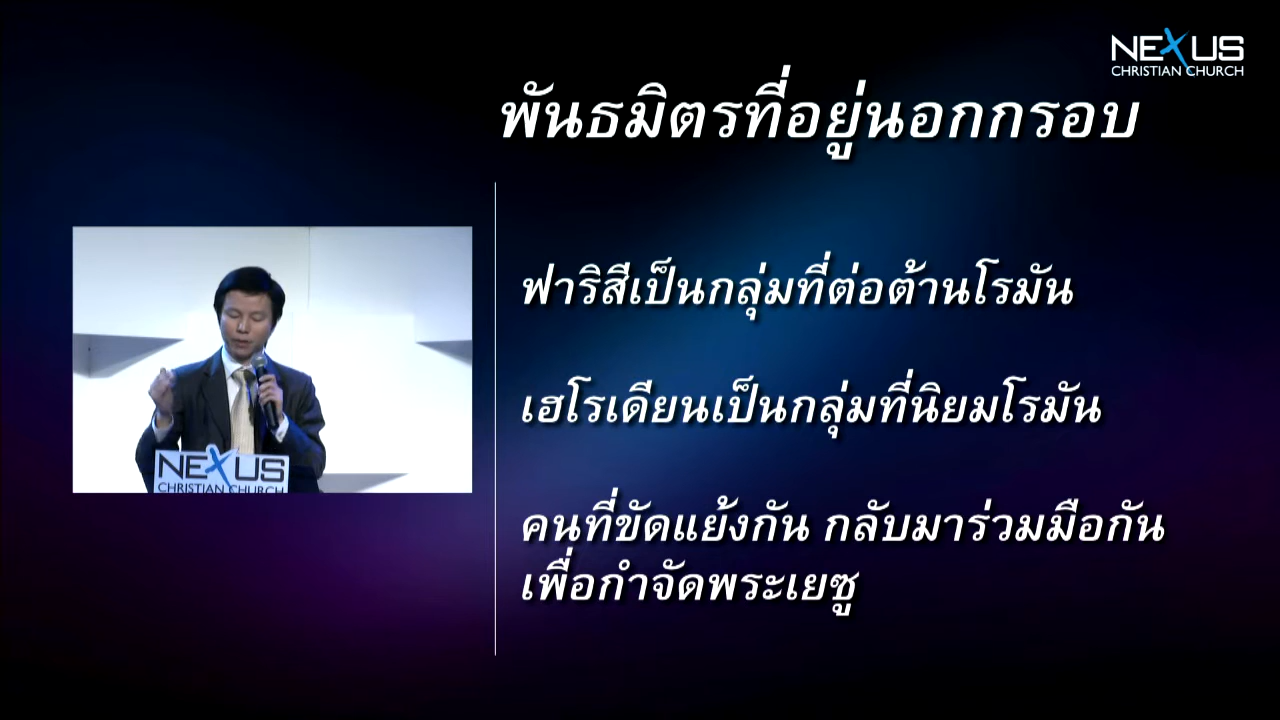 NEXUS
CHRISTIAN CHURCH
พันธมิตรที่อยู่นอกกรอบ
ฟาริสีเป็นกลุ่มที่ต่อต้านโรมัน
เฮโรเดียนเป็นกลุ่มที่นิยมโรมัน
คนที่ขัดแย้งกัน กลับมาร่วมมือกัน
เพื่อกำจัดพระเยซู
NEXUS
CHRISTIAN CHURCH